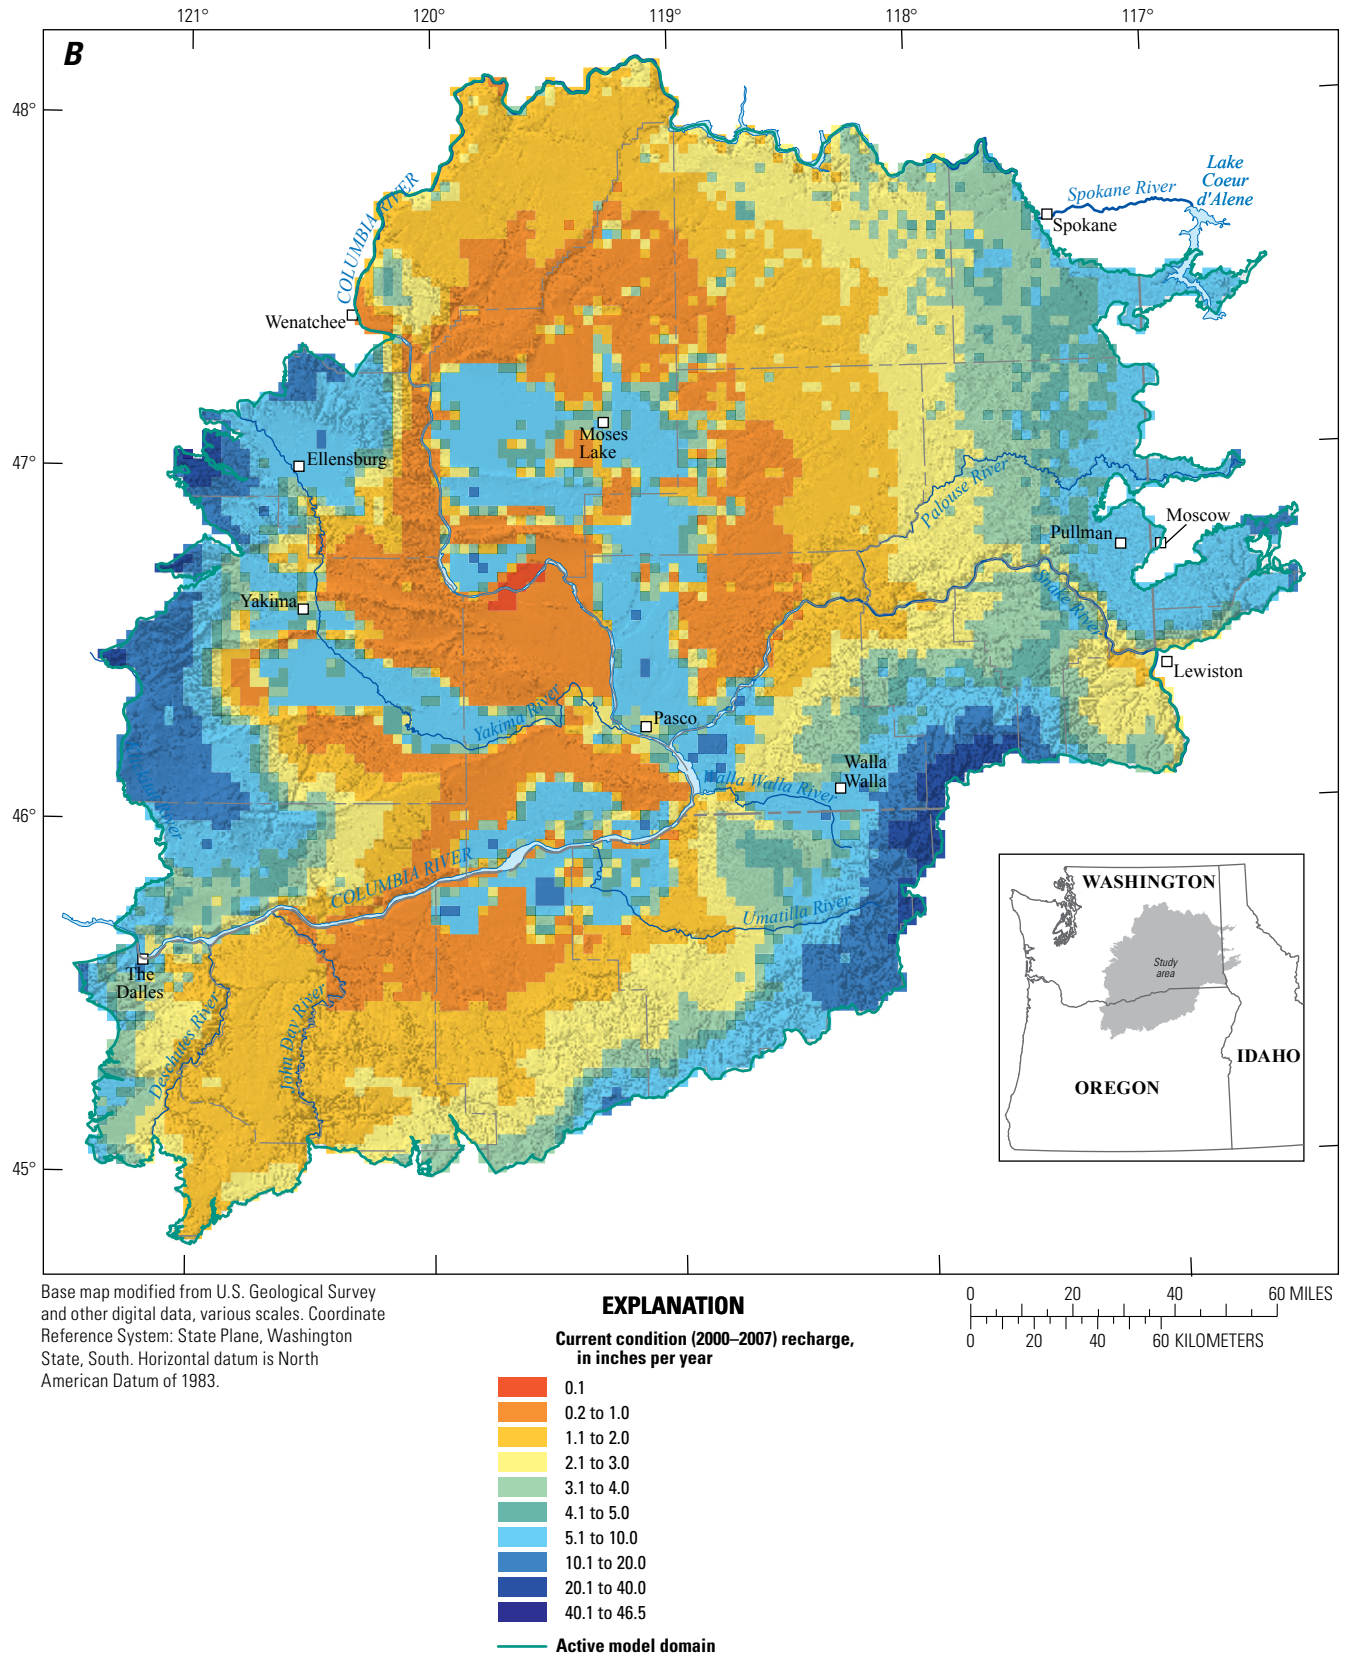 121°
120°
119°
118°
117°
B
48°
47°
46°
45°
Lake
Coeur
d'Alene
Spokane River
Spokane
COLUMBIA RIVER
Wenatchee
Moses
Lake
Ellensburg
Palouse River
Moscow
Pullman
Snake River
Yakima
Lewiston
Yakima River
Pasco
Walla
Walla
Walla Walla River
COLUMBIA RIVER
Umatilla River
The
Dalles
Deschutes River
John Day River
WASHINGTON
Study
area
IDAHO
OREGON
Base map modified from U.S. Geological Survey
and other digital data, various scales. Coordinate
Reference System: State Plane, Washington
State, South. Horizontal datum is North
American Datum of 1983.
EXPLANATION
Current condition (2000–2007) recharge,
in inches per year
0.1
0.2 to 1.0
1.1 to 2.0
2.1 to 3.0
3.1 to 4.0
4.1 to 5.0
5.1 to 10.0
10.1 to 20.0
20.1 to 40.0
40.1 to 46.5
Active model domain
0 20 40 60 MILES
0 20 40 60 KILOMETERS